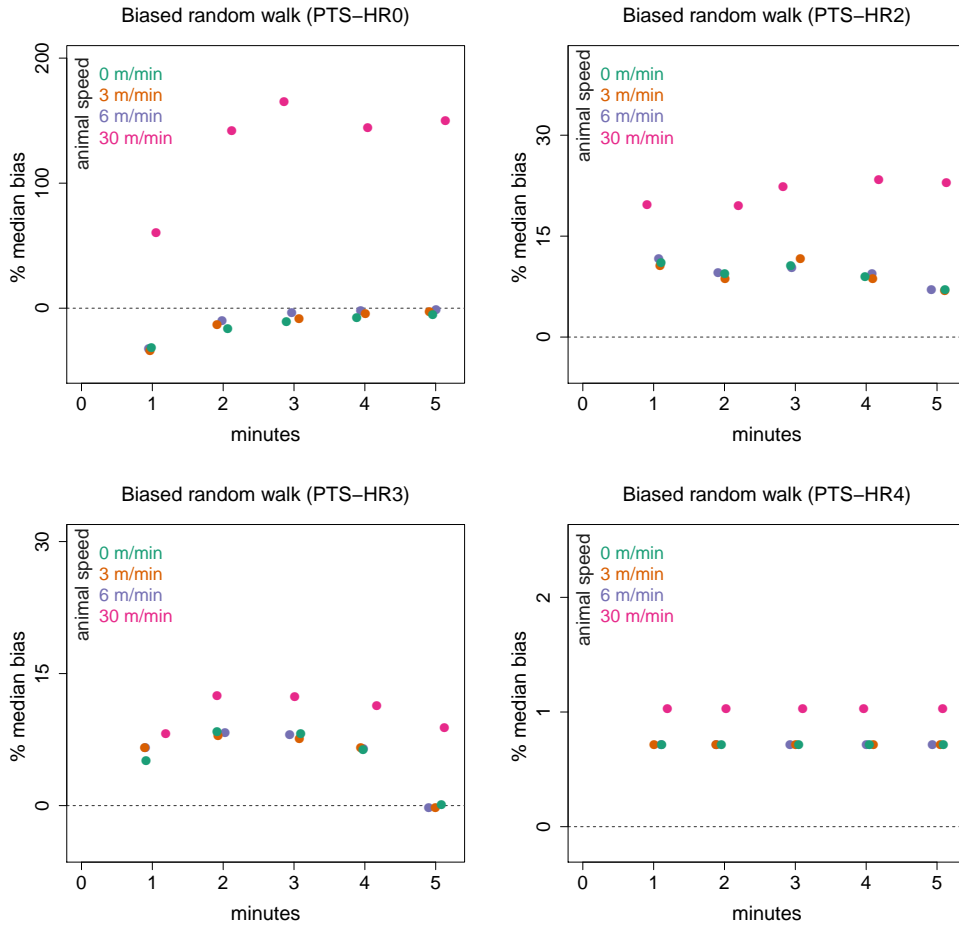 Biased random walk (PTS−HR0)
% median bias
200
100
0
animal speed
0 m/min
3 m/min
6 m/min
30 m/min
0 1 2 3 4 5
minutes
Biased random walk (PTS−HR2)
% median bias
30
15
0
animal speed
0 m/min
3 m/min
6 m/min
30 m/min
0 1 2 3 4 5
minutes
Biased random walk (PTS−HR3)
% median bias
30
15
0
animal speed
0 m/min
3 m/min
6 m/min
30 m/min
0 1 2 3 4 5
minutes
Biased random walk (PTS−HR4)
% median bias
2
1
0
animal speed
0 m/min
3 m/min
6 m/min
30 m/min
0 1 2 3 4 5
minutes